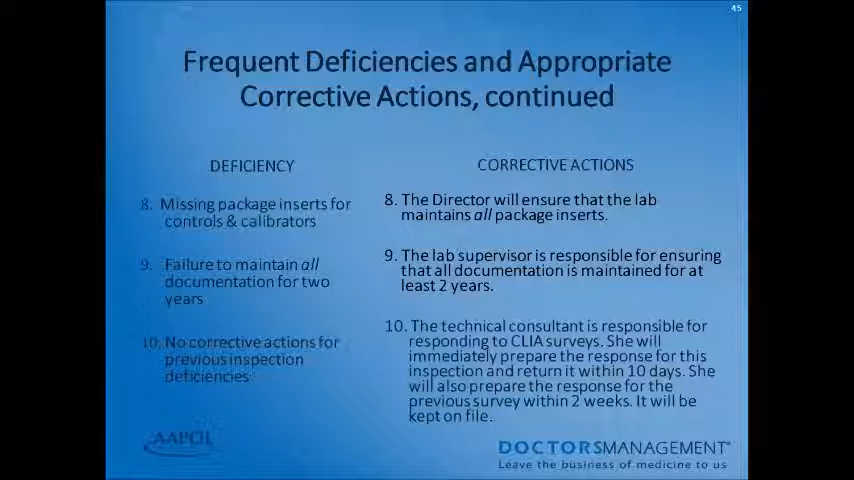 45
Frequent Deficiencies and Appropriate
Corrective Actions, continued
DEFICIENCY
8. Missing package inserts for
controls & calibrators
9. Failure to maintain all
documentation for two
years
10. No corrective actions for
previous inspection
deficiencies
CORRECTIVE ACTIONS
8. The Director will ensure that the lab
maintains all package inserts.
9. The lab supervisor is responsible for ensuring
that all documentation is maintained for at
least 2 years.
10. The technical consultant is responsible for
responding to CLIA surveys. She will
immediately prepare the response for this
inspection and return it within 10 days. She
will also prepare the response for the
previous survey within 2 weeks. It will be
kept on file.
AAPOL
DOCTORSMANAGEMENT®
Leave the business of medicine to us